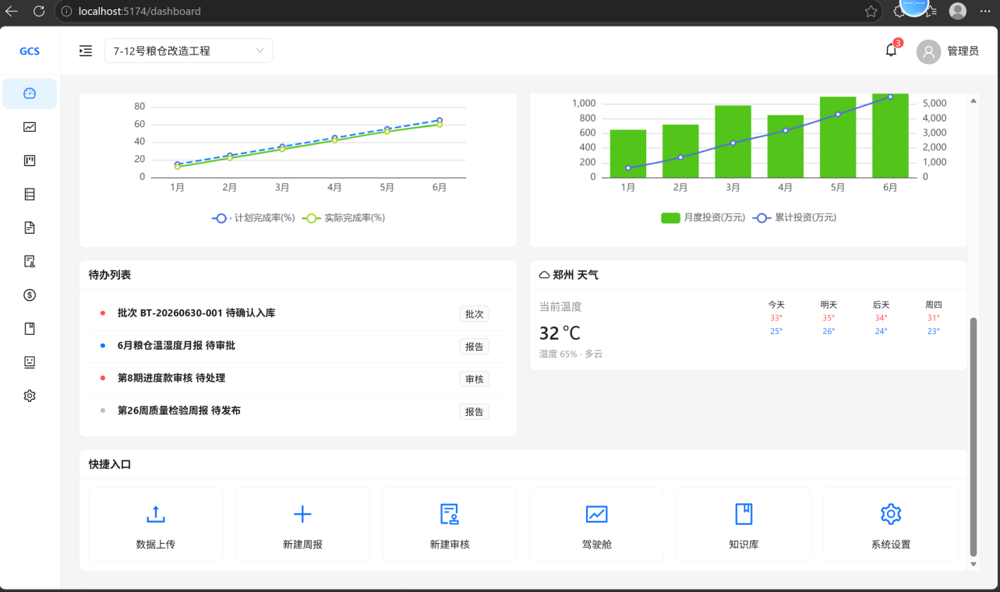 localhost:5174/dashboard
GCS
7-12号粮仓改造工程
3
管理员
80
60
40
20
0
1月 2月 3月 4月 5月 6月
计划完成率(%) 实际完成率(%)
1,000
800
600
400
200
0
5,000
4,000
3,000
2,000
1,000
0
1月 2月 3月 4月 5月 6月
月度投资(万元) 累计投资(万元)
待办列表
批次 BT-20260630-001 待确认入库 批次
6月粮仓温湿度月报 待审批 报告
第8期进度款审核 待处理 审核
第26周质量检验周报 待发布 报告
郑州 天气
当前温度
32 ℃
湿度 65% · 多云
今天 明天 后天 周四
33° 35° 34° 31°
25° 26° 24° 23°
快捷入口
数据上传 新建周报 新建审核 驾驶舱 知识库 系统设置